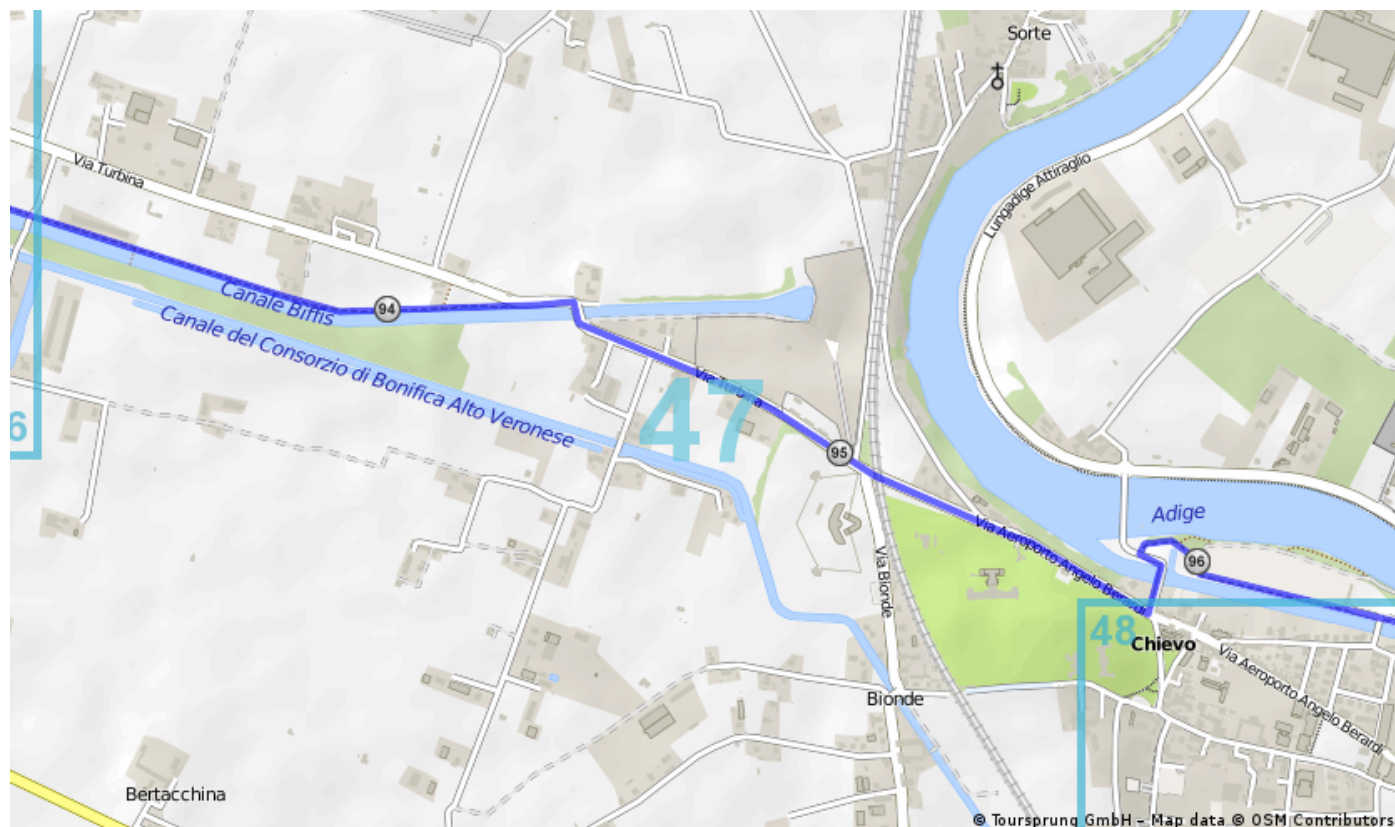 Sorte
Via Turbina
Lungadige Attiraglio
Canale Biffis
94
Canale del Consorzio di Bonifica Alto Veronese
Via Turbina
47
6
95
Adige
Via Aeroporto Angelo Berardi
96
Via Bionde
48
Chievo
Via Aeroporto Angelo Berardi
Bionde
Bertacchina
© Toursprung GmbH – Map data © OSM Contributors